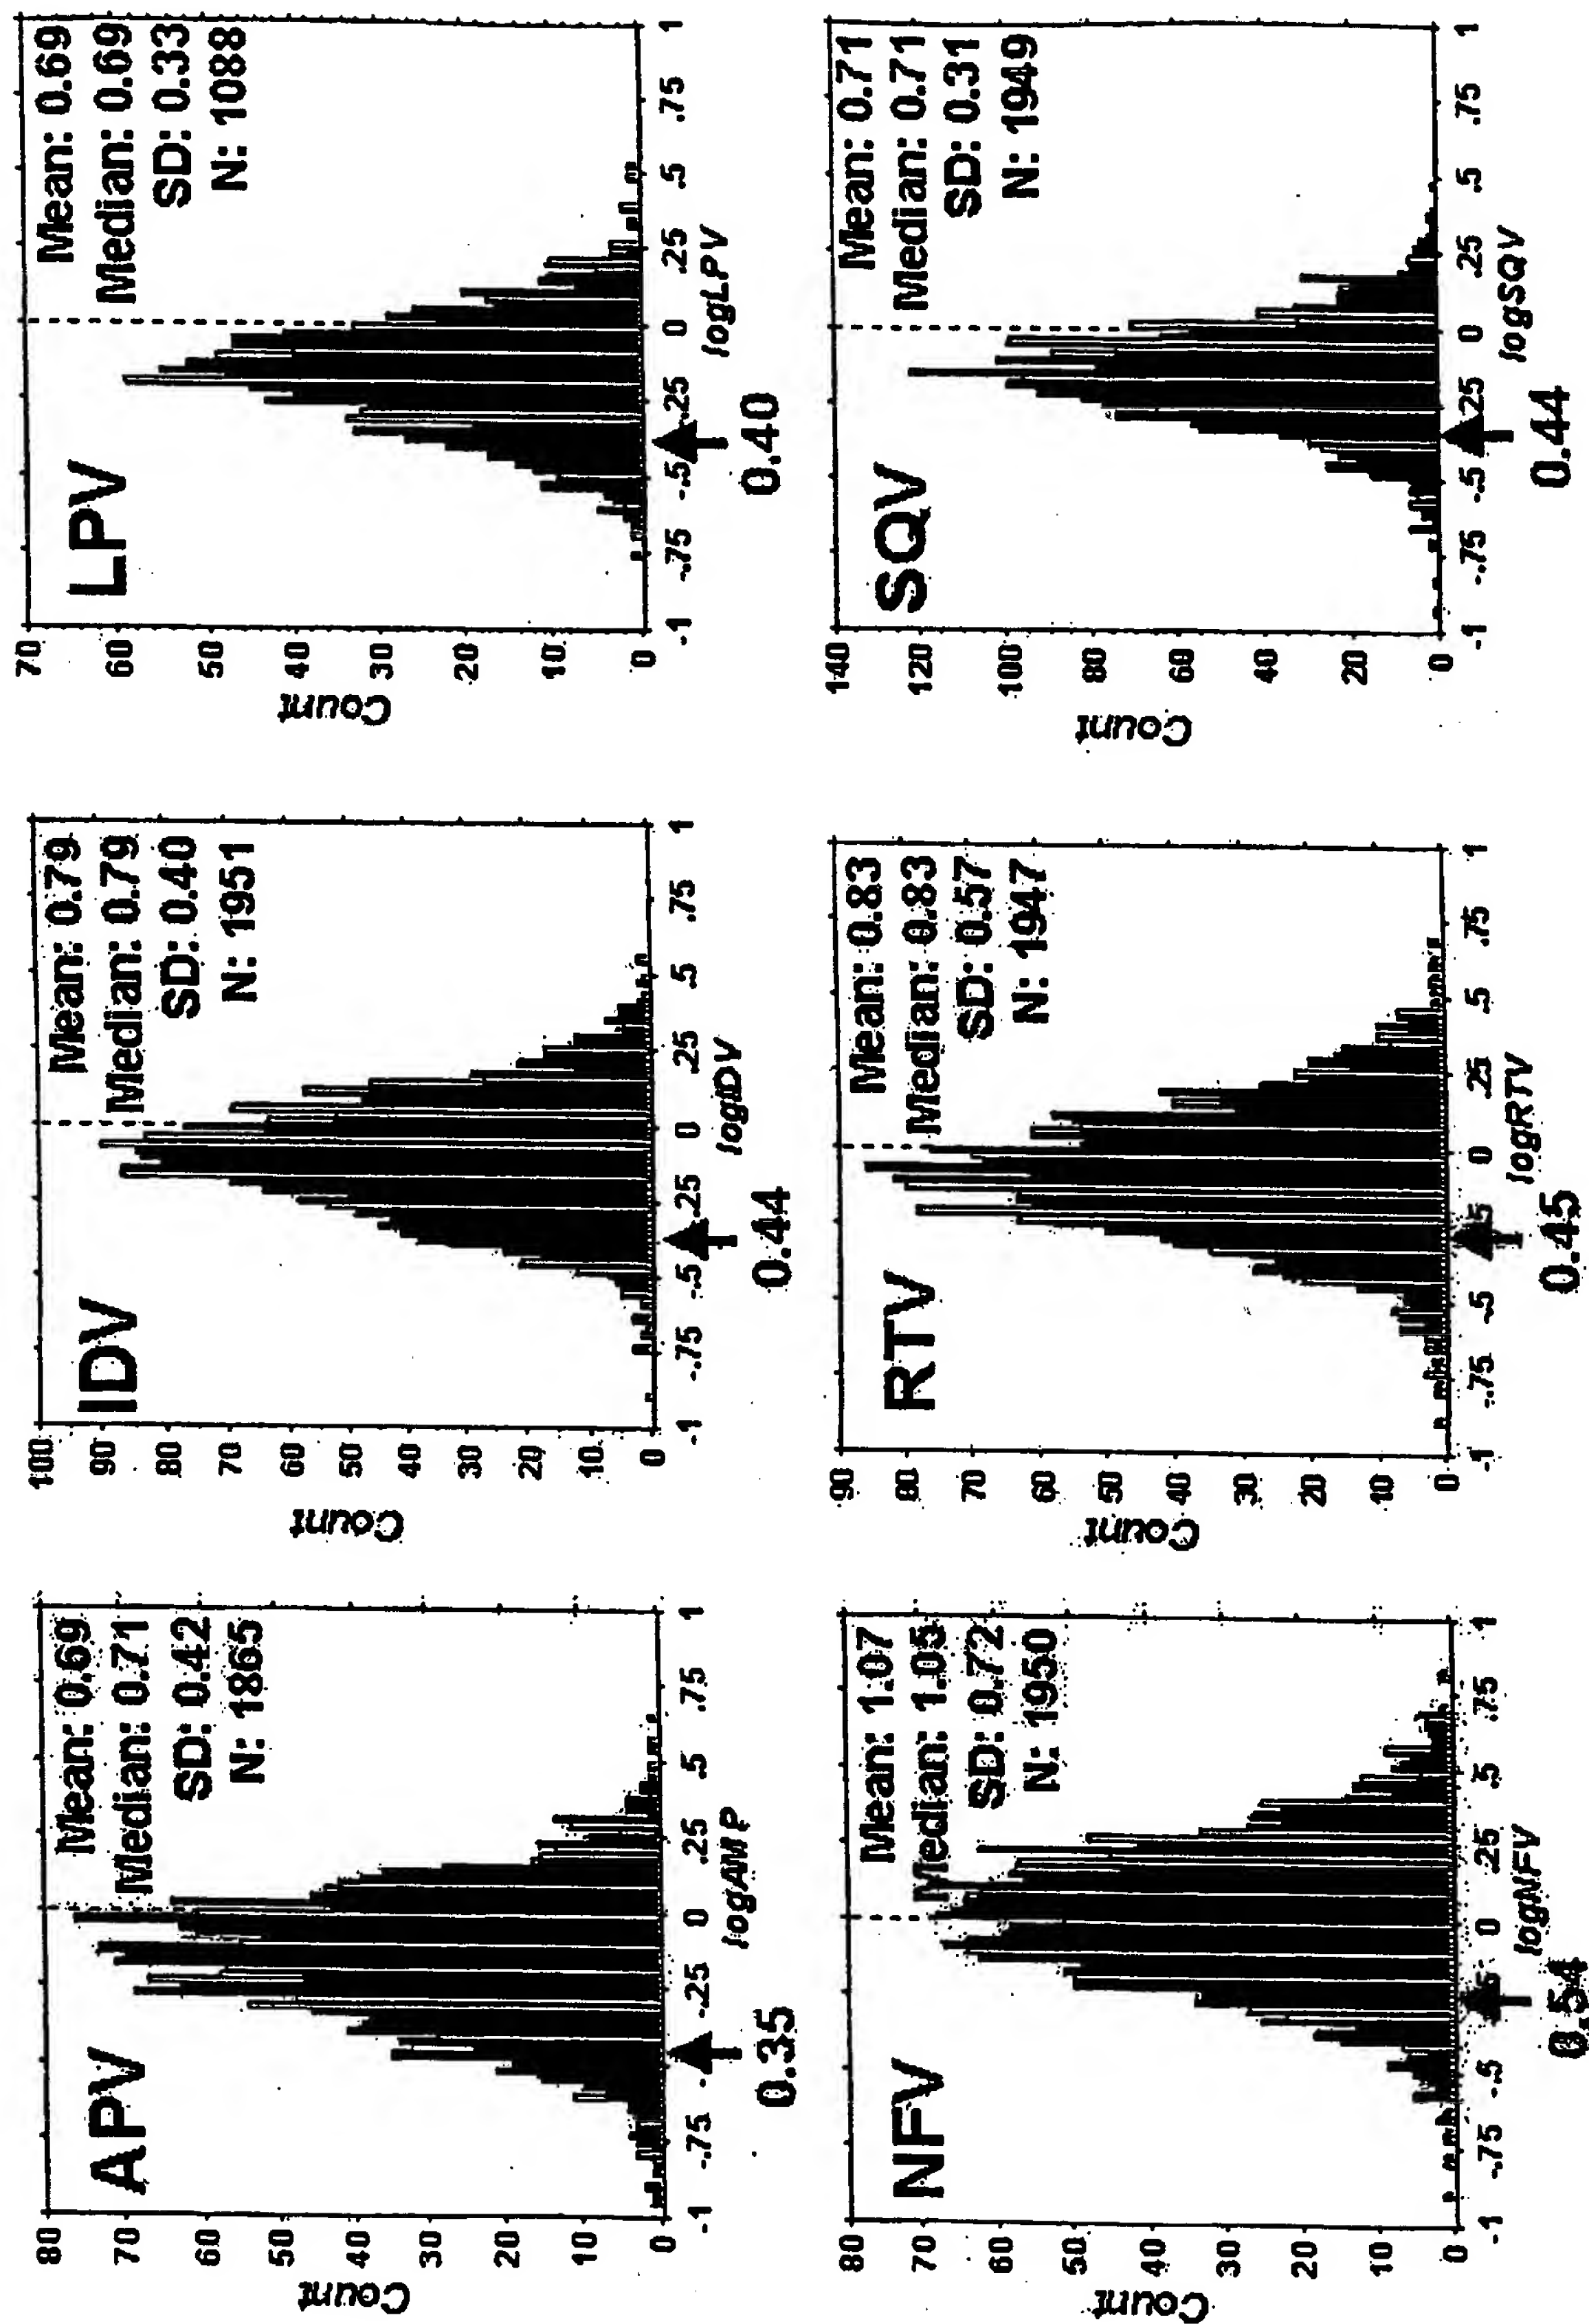 APV
Mean: 0.69
Median: 0.71
SD: 0.42
N: 1865
Count
80
70
60
50
40
30
20
10
0
-1 -.75 -.25 0 .25 .5 .75 1
logAMP
0.35
IDV
Mean: 0.79
Median: 0.79
SD: 0.40
N: 1951
Count
100
90
80
70
60
50
40
30
20
10
0
-1 -.75 -.5 .25 0 .25 .5 .75 1
logIDV
0.44
LPV
Mean: 0.69
Median: 0.69
SD: 0.33
N: 1088
Count
70
60
50
40
30
20
10
0
-1 -.75 -.5 .25 0 .25 .5 .75 1
logLPV
0.40
NFV
Mean: 1.07
Median: 1.05
SD: 0.72
N: 1950
Count
80
70
60
50
40
30
20
10
0
-1 -.75 -.5 0 .25 .5 .75 1
logNFV
0.54
RTV
Mean: 0.83
Median: 0.83
SD: 0.57
N: 1947
Count
90
80
70
60
50
40
30
20
10
0
-1 -.75 -.5 0 .25 .5 .75 1
logRTV
0.45
SQV
Mean: 0.71
Median: 0.71
SD: 0.31
N: 1949
Count
140
120
100
80
60
40
20
0
-1 -.75 -.5 .25 0 .25 .5 .75 1
logSQV
0.44